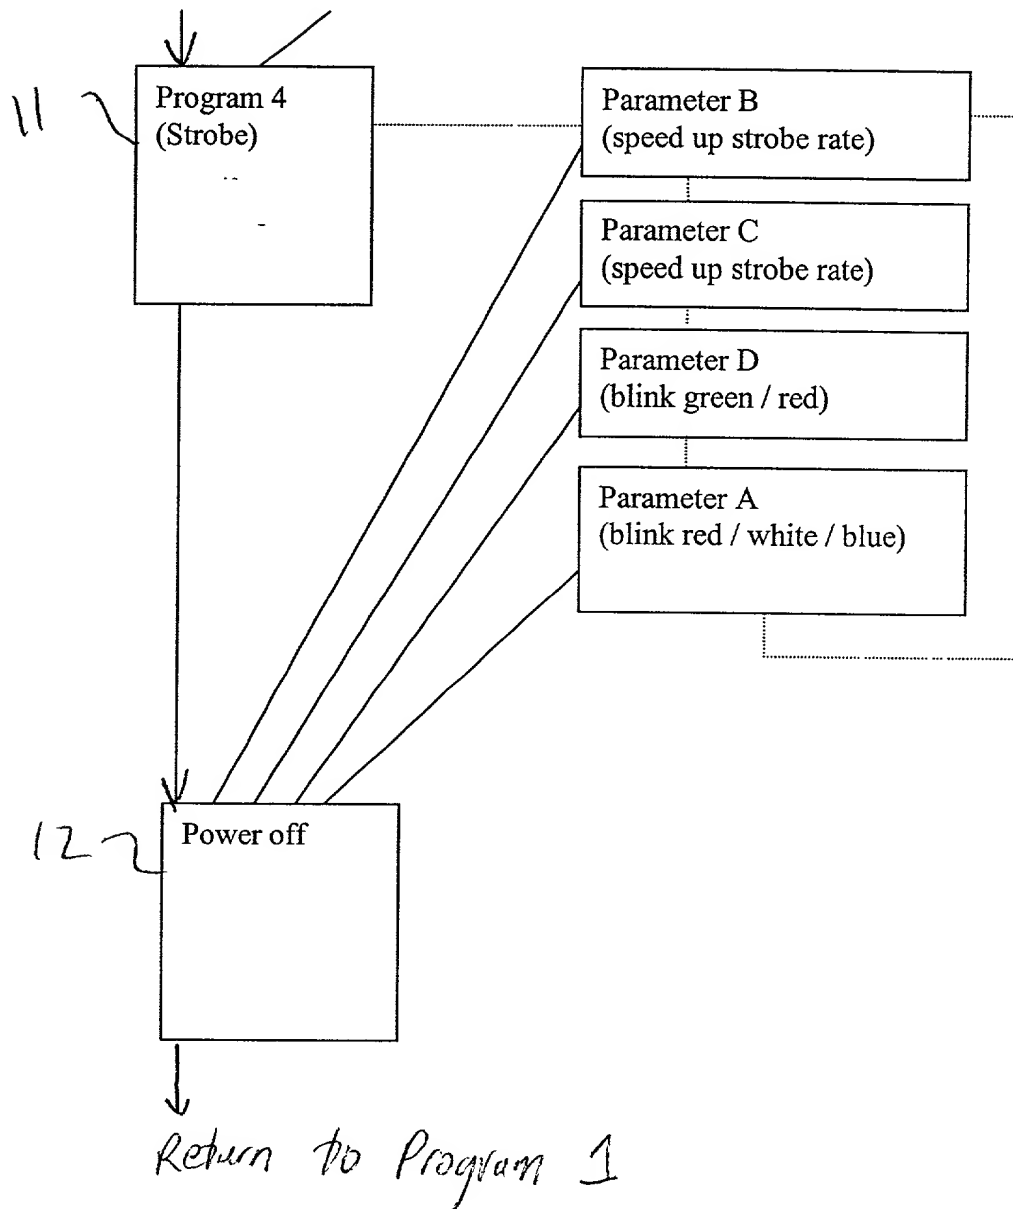 11
Program 4
(Strobe)
Parameter B
(speed up strobe rate)
Parameter C
(speed up strobe rate)
Parameter D
(blink green / red)
Parameter A
(blink red / white / blue)
12
Power off
Return to Program 1